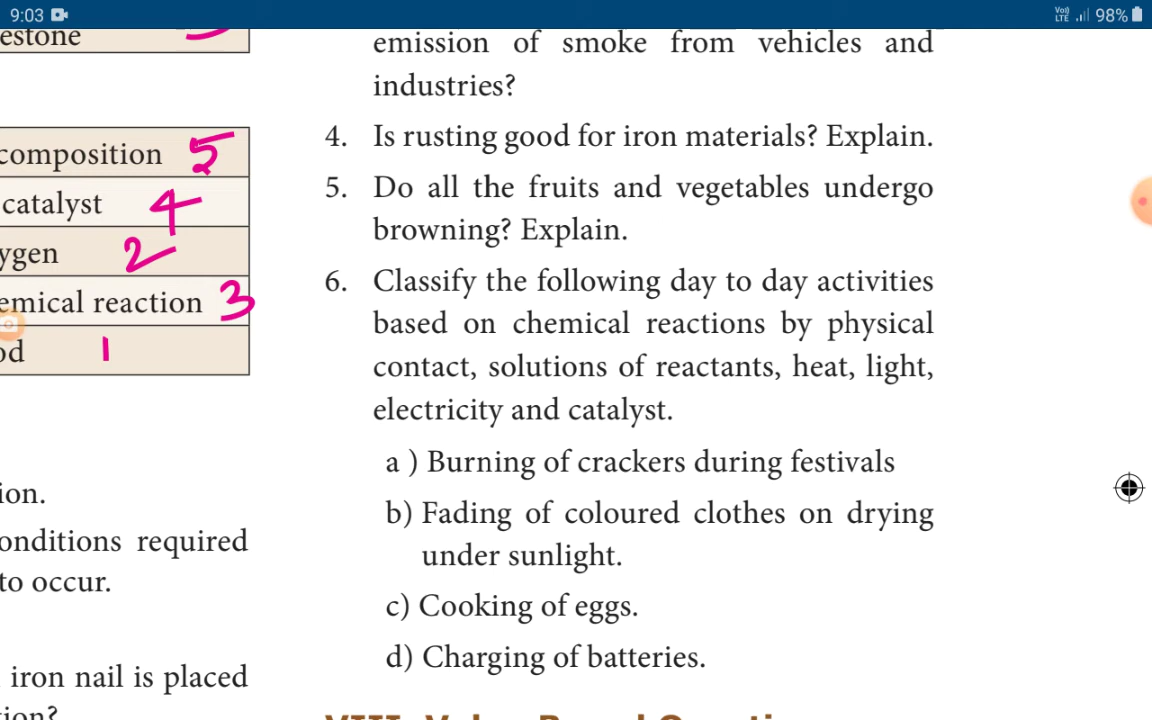 9:03
Vo) LTE 98%
estone
composition 5
catalyst 4
ygen 2
emical reaction 3
od 1
ion.
onditions required
to occur.
iron nail is placed
tion?
emission of smoke from vehicles and
industries?
4. Is rusting good for iron materials? Explain.
5. Do all the fruits and vegetables undergo
browning? Explain.
6. Classify the following day to day activities
based on chemical reactions by physical
contact, solutions of reactants, heat, light,
electricity and catalyst.
a ) Burning of crackers during festivals
b) Fading of coloured clothes on drying
under sunlight.
c) Cooking of eggs.
d) Charging of batteries.